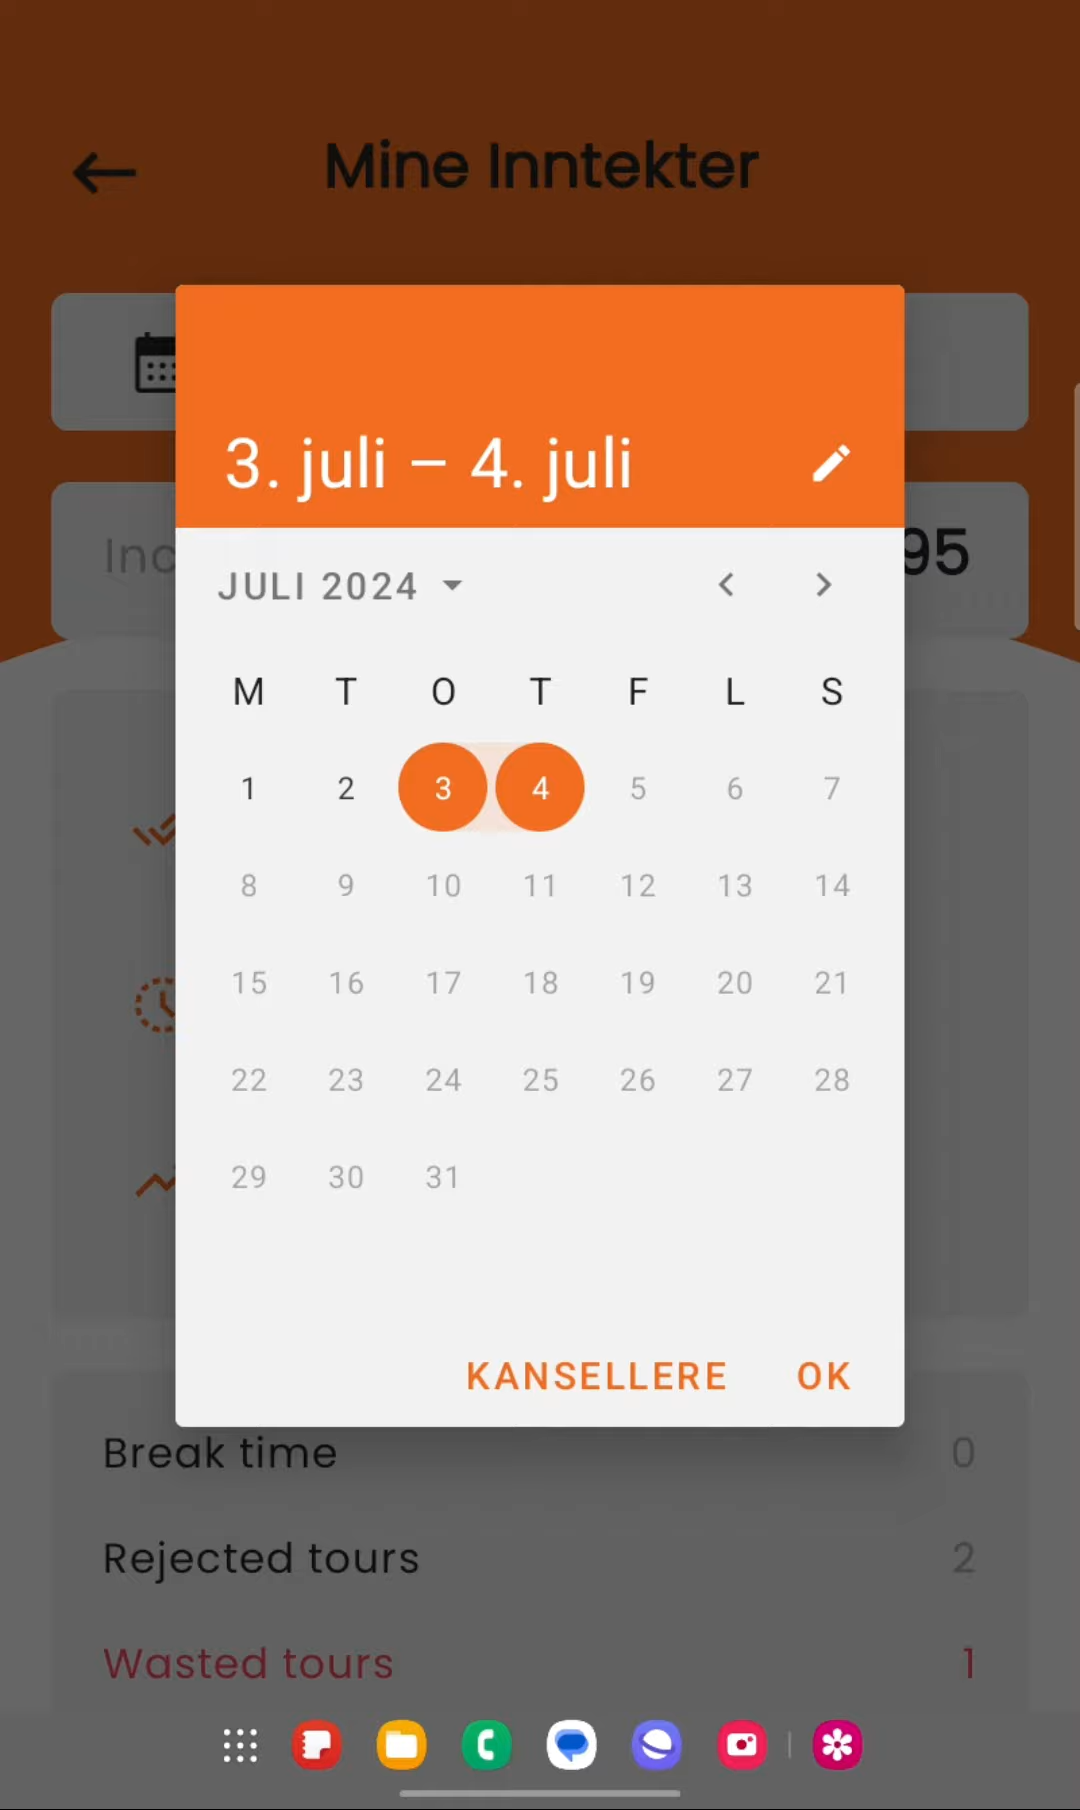 Mine Inntekter
3. juli – 4. juli
Inc
95
JULI 2024
M T O T F L S
1 2 3 4 5 6 7
8 9 10 11 12 13 14
15 16 17 18 19 20 21
22 23 24 25 26 27 28
29 30 31
KANSELLERE OK
Break time 0
Rejected tours 2
Wasted tours 1